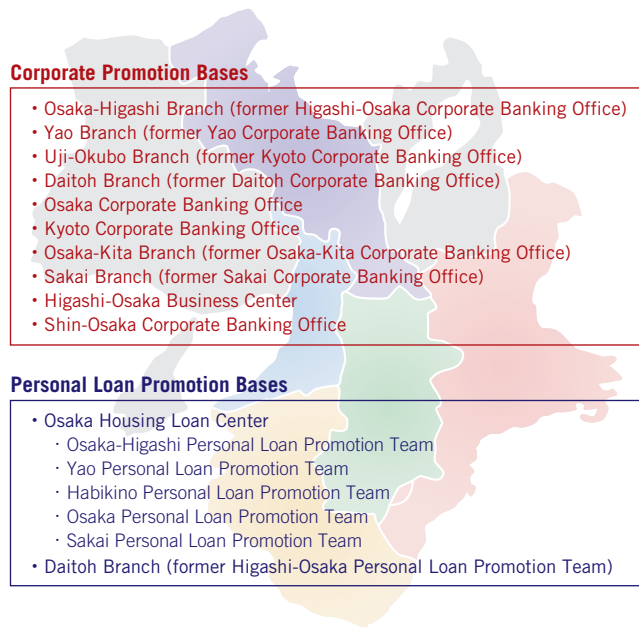 Corporate Promotion Bases
• Osaka-Higashi Branch (former Higashi-Osaka Corporate Banking Office)
• Yao Branch (former Yao Corporate Banking Office)
• Uji-Okubo Branch (former Kyoto Corporate Banking Office)
• Daitoh Branch (former Daitoh Corporate Banking Office)
• Osaka Corporate Banking Office
• Kyoto Corporate Banking Office
• Osaka-Kita Branch (former Osaka-Kita Corporate Banking Office)
• Sakai Branch (former Sakai Corporate Banking Office)
• Higashi-Osaka Business Center
• Shin-Osaka Corporate Banking Office
Personal Loan Promotion Bases
• Osaka Housing Loan Center
· Osaka-Higashi Personal Loan Promotion Team
· Yao Personal Loan Promotion Team
· Habikino Personal Loan Promotion Team
· Osaka Personal Loan Promotion Team
· Sakai Personal Loan Promotion Team
• Daitoh Branch (former Higashi-Osaka Personal Loan Promotion Team)